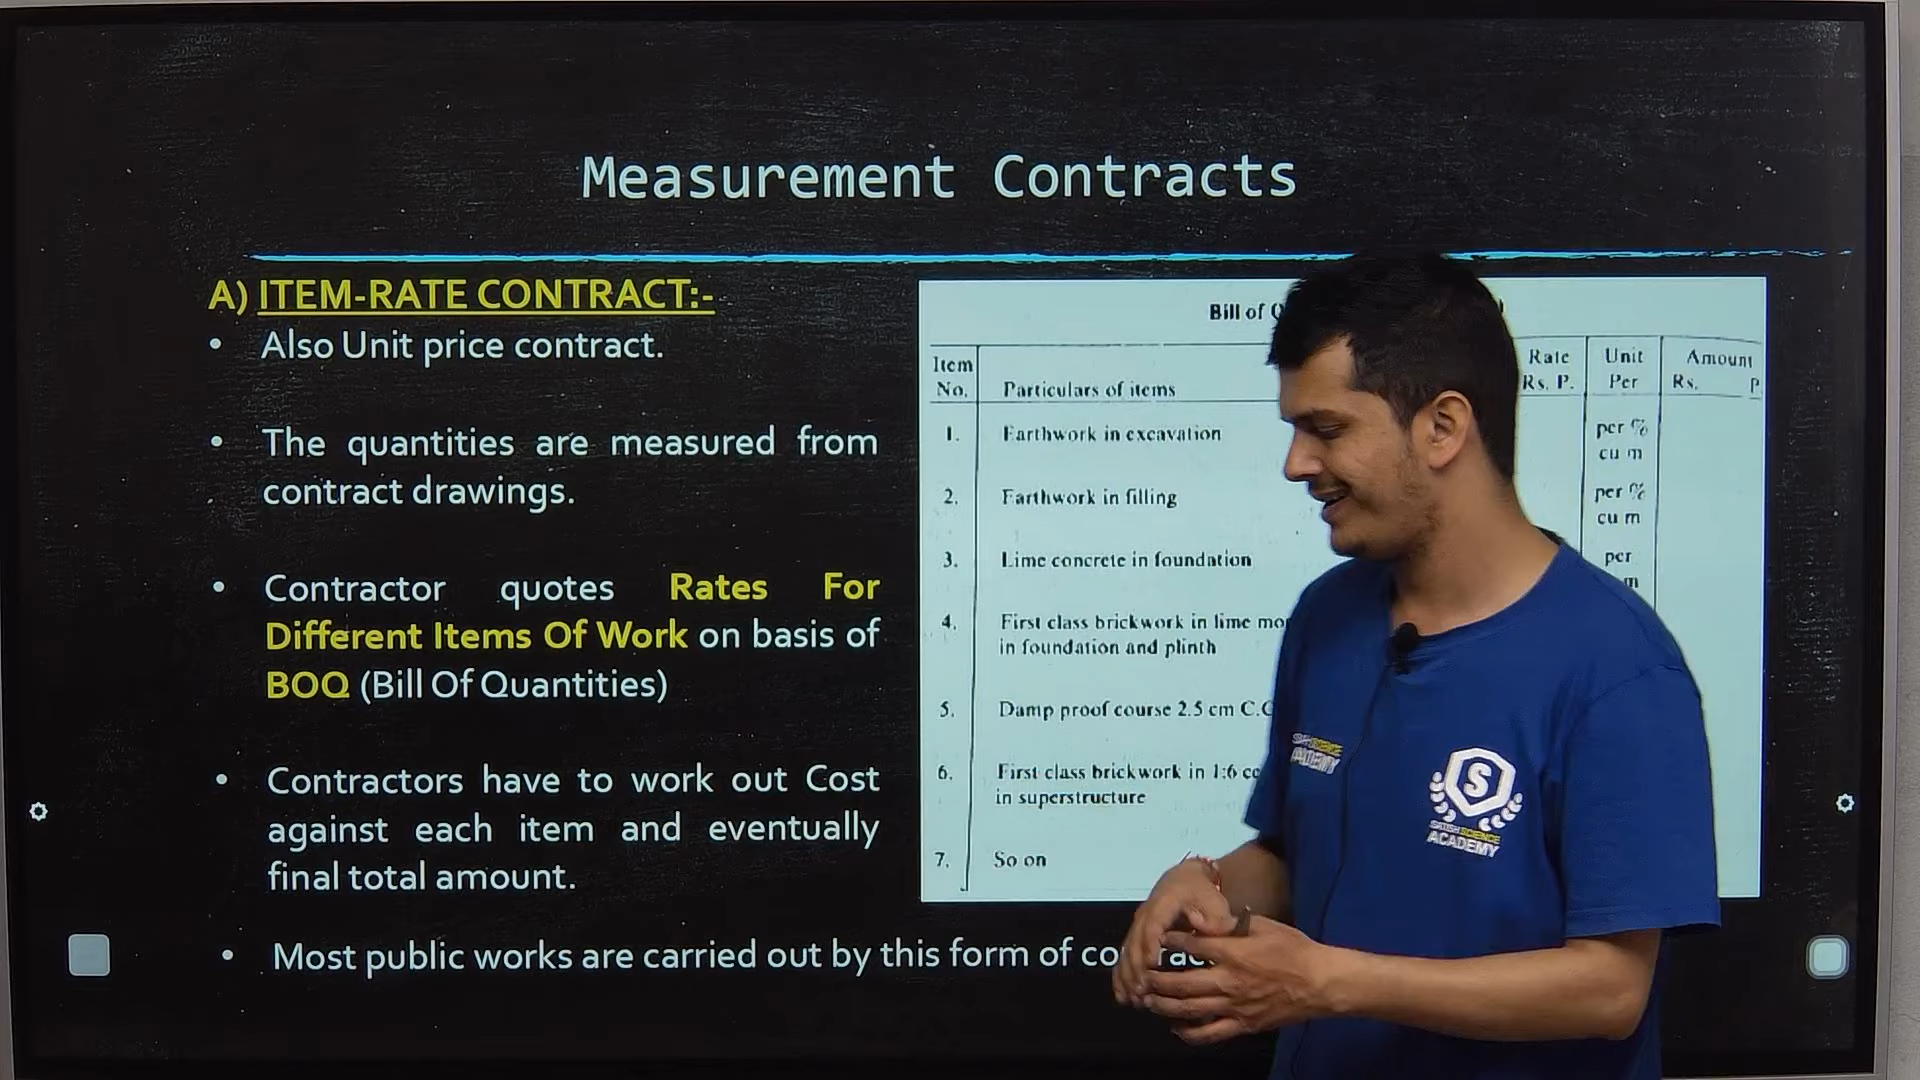 Measurement Contracts
A) ITEM-RATE CONTRACT:-
• Also Unit price contract.
• The quantities are measured from
contract drawings.
• Contractor quotes Rates For
Different Items Of Work on basis of
BOQ (Bill Of Quantities)
• Contractors have to work out Cost
against each item and eventually
final total amount.
• Most public works are carried out by this form of
Bill of
Item No. Particulars of items Rate Rs. P. Unit Per Amount Rs. P.
1. Earthwork in excavation per % cu m
2. Earthwork in filling per % cu m
3. Lime concrete in foundation per
4. First class brickwork in lime
in foundation and plinth
5. Damp proof course 2.5 cm
6. First class brickwork in 1:6
in superstructure
7. So on
ACADEMY
S
SCIENCE
ACADEMY